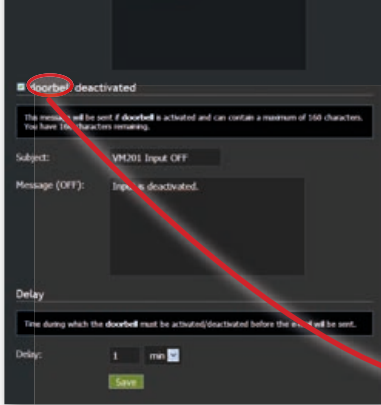 doorbell deactivated
This message will be sent if doorbell is activated and can contain a maximum of 160 characters.
You have 160 characters remaining.
Subject: VM201 Input OFF
Message (OFF): Input is deactivated.
Delay
Time during which the doorbell must be activated/deactivated before the e-mail will be sent.
Delay: 1 min
Save